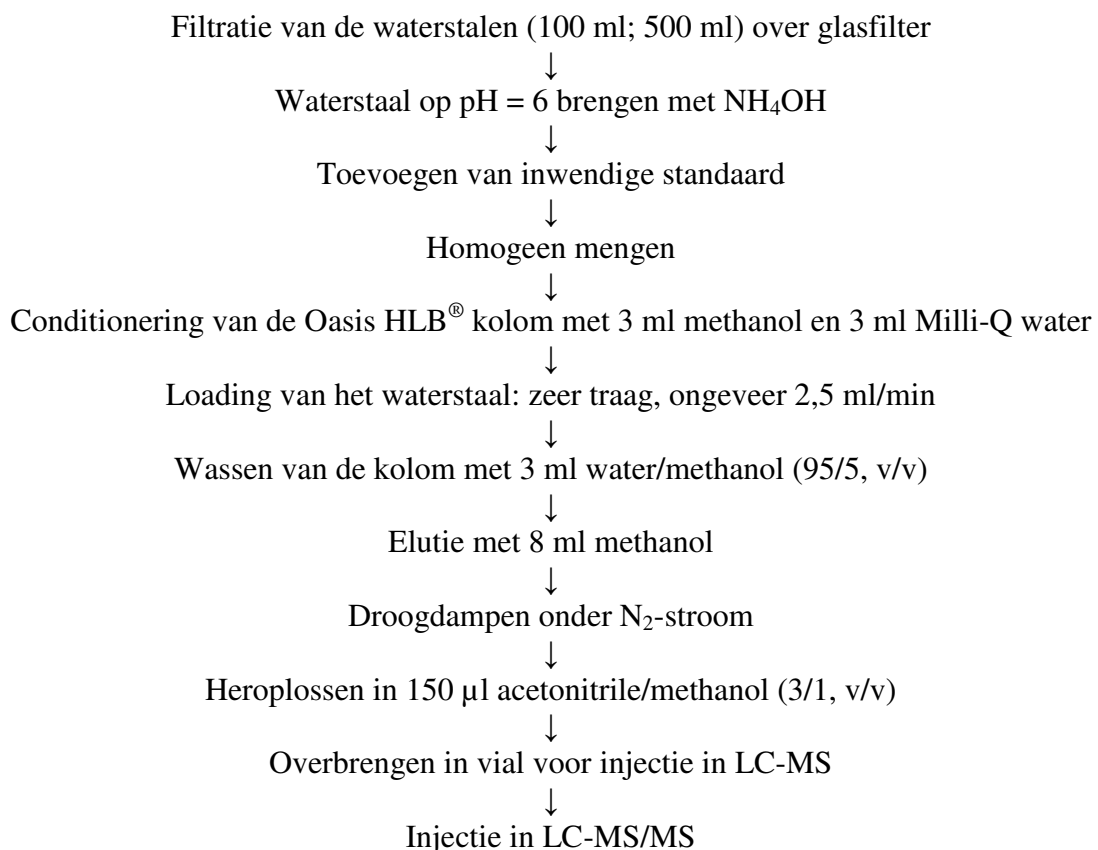 Filtratie van de waterstalen (100 ml; 500 ml) over glasfilter
↓
Waterstaal op pH = 6 brengen met NH₄OH
↓
Toevoegen van inwendige standaard
↓
Homogeen mengen
↓
Conditionering van de Oasis HLB® kolom met 3 ml methanol en 3 ml Milli-Q water
↓
Loading van het waterstaal: zeer traag, ongeveer 2,5 ml/min
↓
Wassen van de kolom met 3 ml water/methanol (95/5, v/v)
↓
Elutie met 8 ml methanol
↓
Droogdampen onder N₂-stroom
↓
Heroplossen in 150 µl acetonitrile/methanol (3/1, v/v)
↓
Overbrengen in vial voor injectie in LC-MS
↓
Injectie in LC-MS/MS